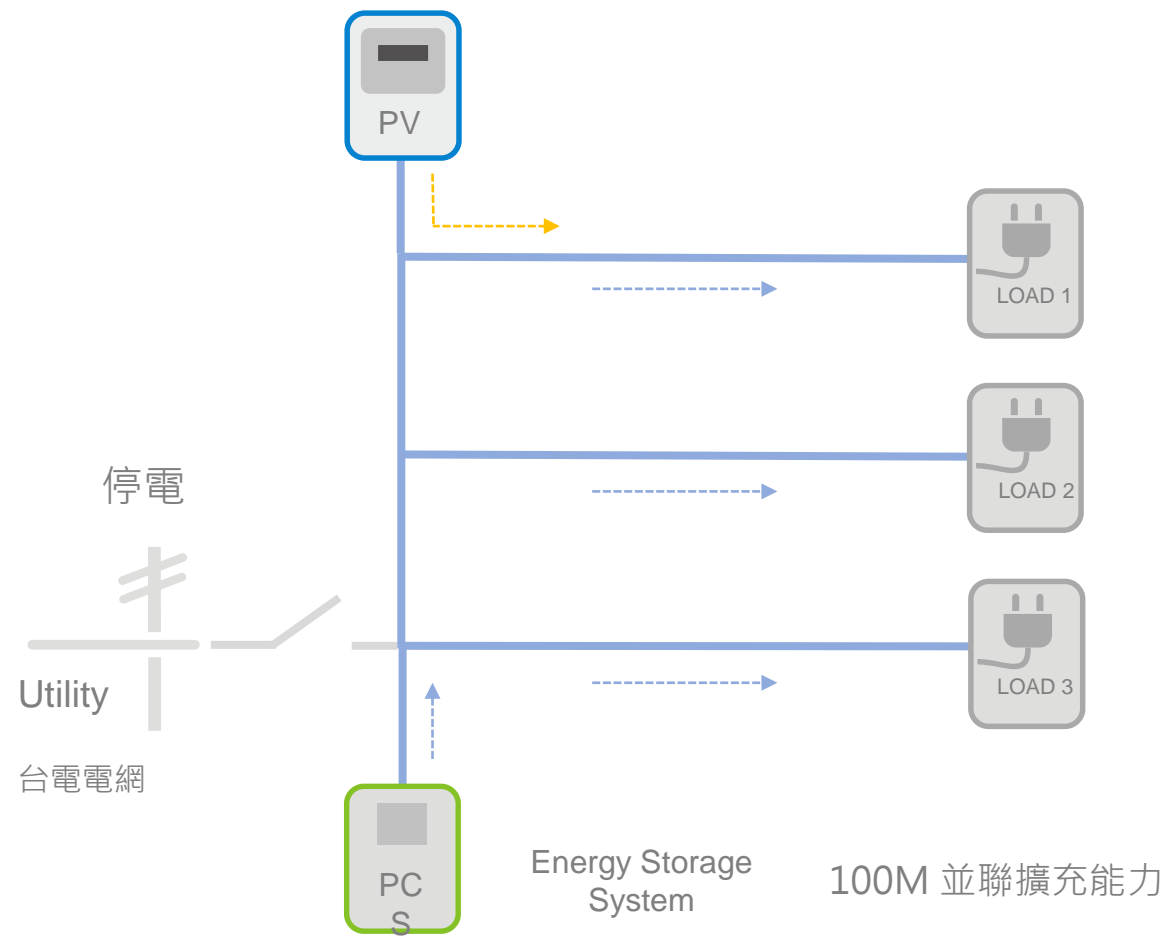 PV
LOAD 1
LOAD 2
停電
Utility
LOAD 3
台電電網
PC
S
Energy Storage
System
100M 並聯擴充能力